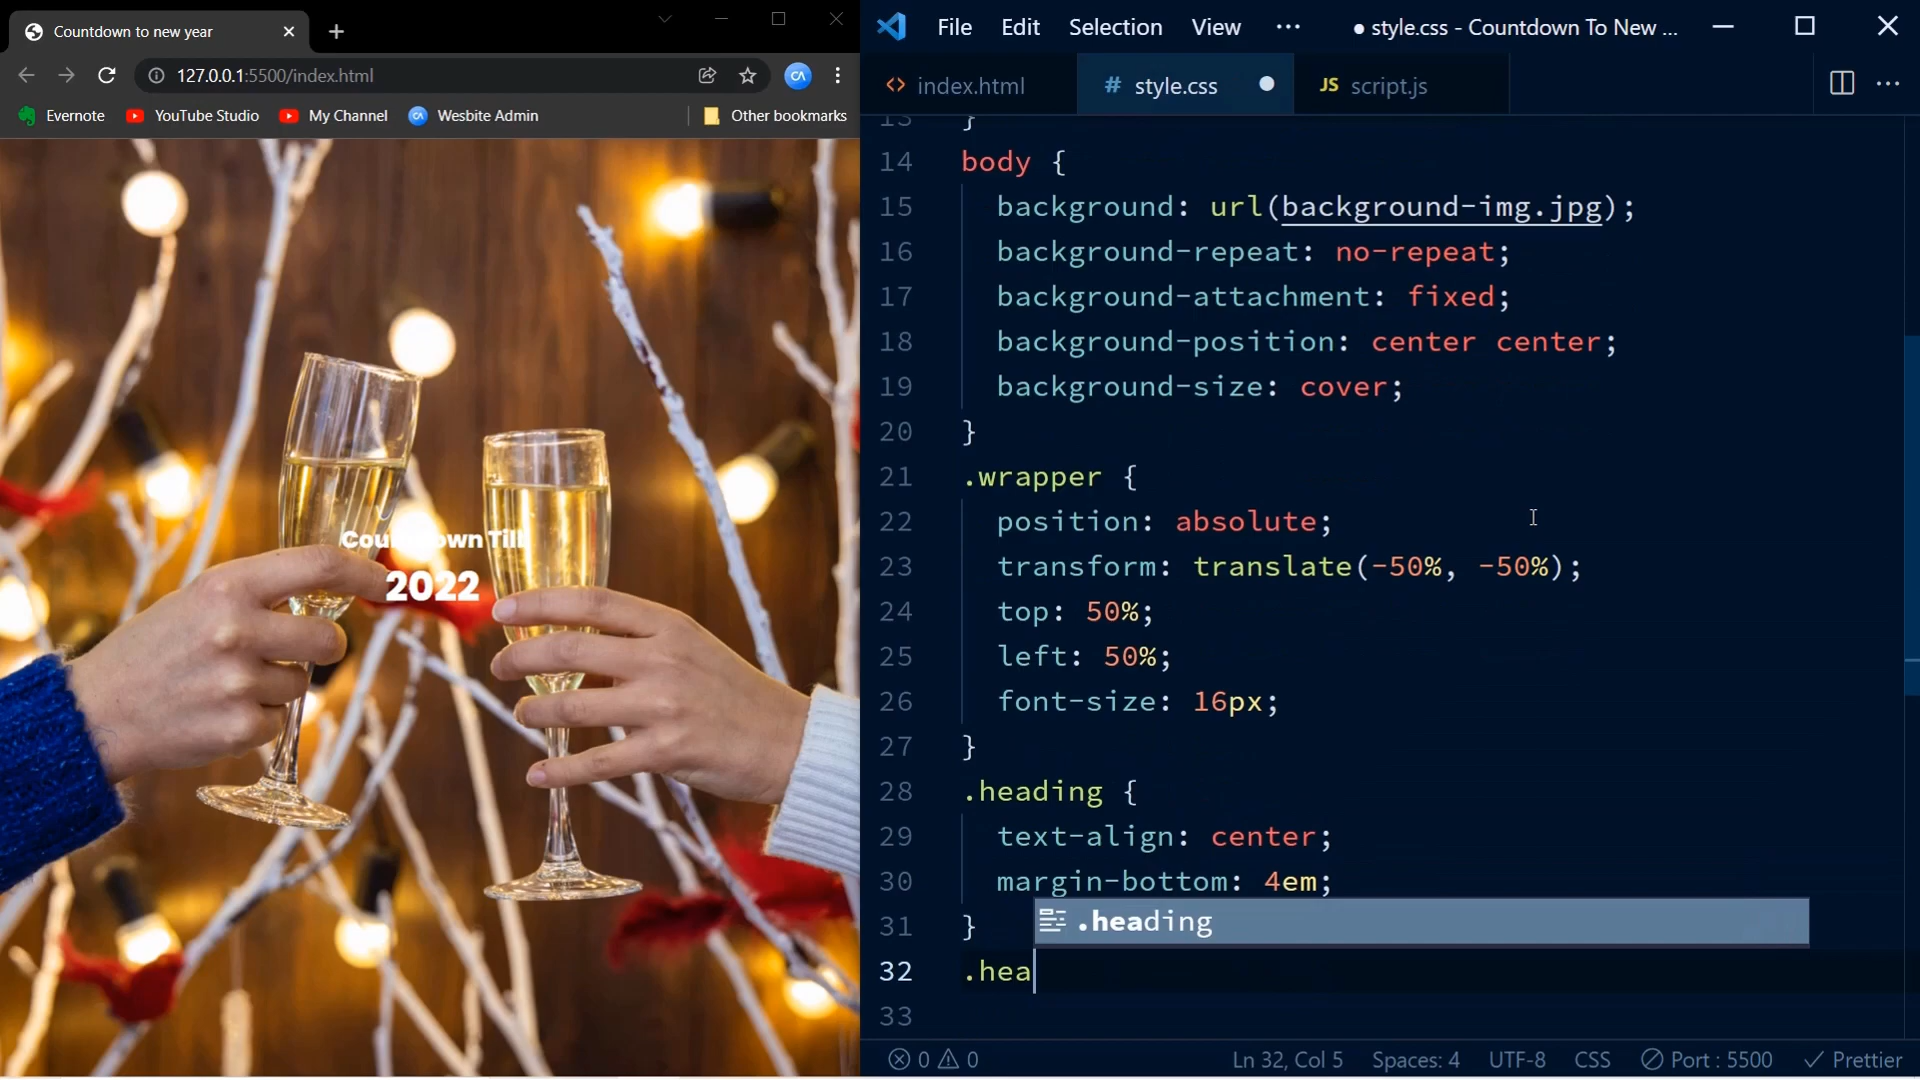 Countdown to new year
127.0.0.1:5500/index.html
Evernote YouTube Studio My Channel Wesbite Admin Other bookmarks
Countdown Till
2022
File Edit Selection View ··· ● style.css - Countdown To New ...
<> index.html # style.css ● JS script.js
13 }
14 body {
15 background: url(background-img.jpg);
16 background-repeat: no-repeat;
17 background-attachment: fixed;
18 background-position: center center;
19 background-size: cover;
20 }
21 .wrapper {
22 position: absolute;
23 transform: translate(-50%, -50%);
24 top: 50%;
25 left: 50%;
26 font-size: 16px;
27 }
28 .heading {
29 text-align: center;
30 margin-bottom: 4em;
31 }
.heading
32 .hea
33
0 0 Ln 32, Col 5 Spaces: 4 UTF-8 CSS Port : 5500 Prettier